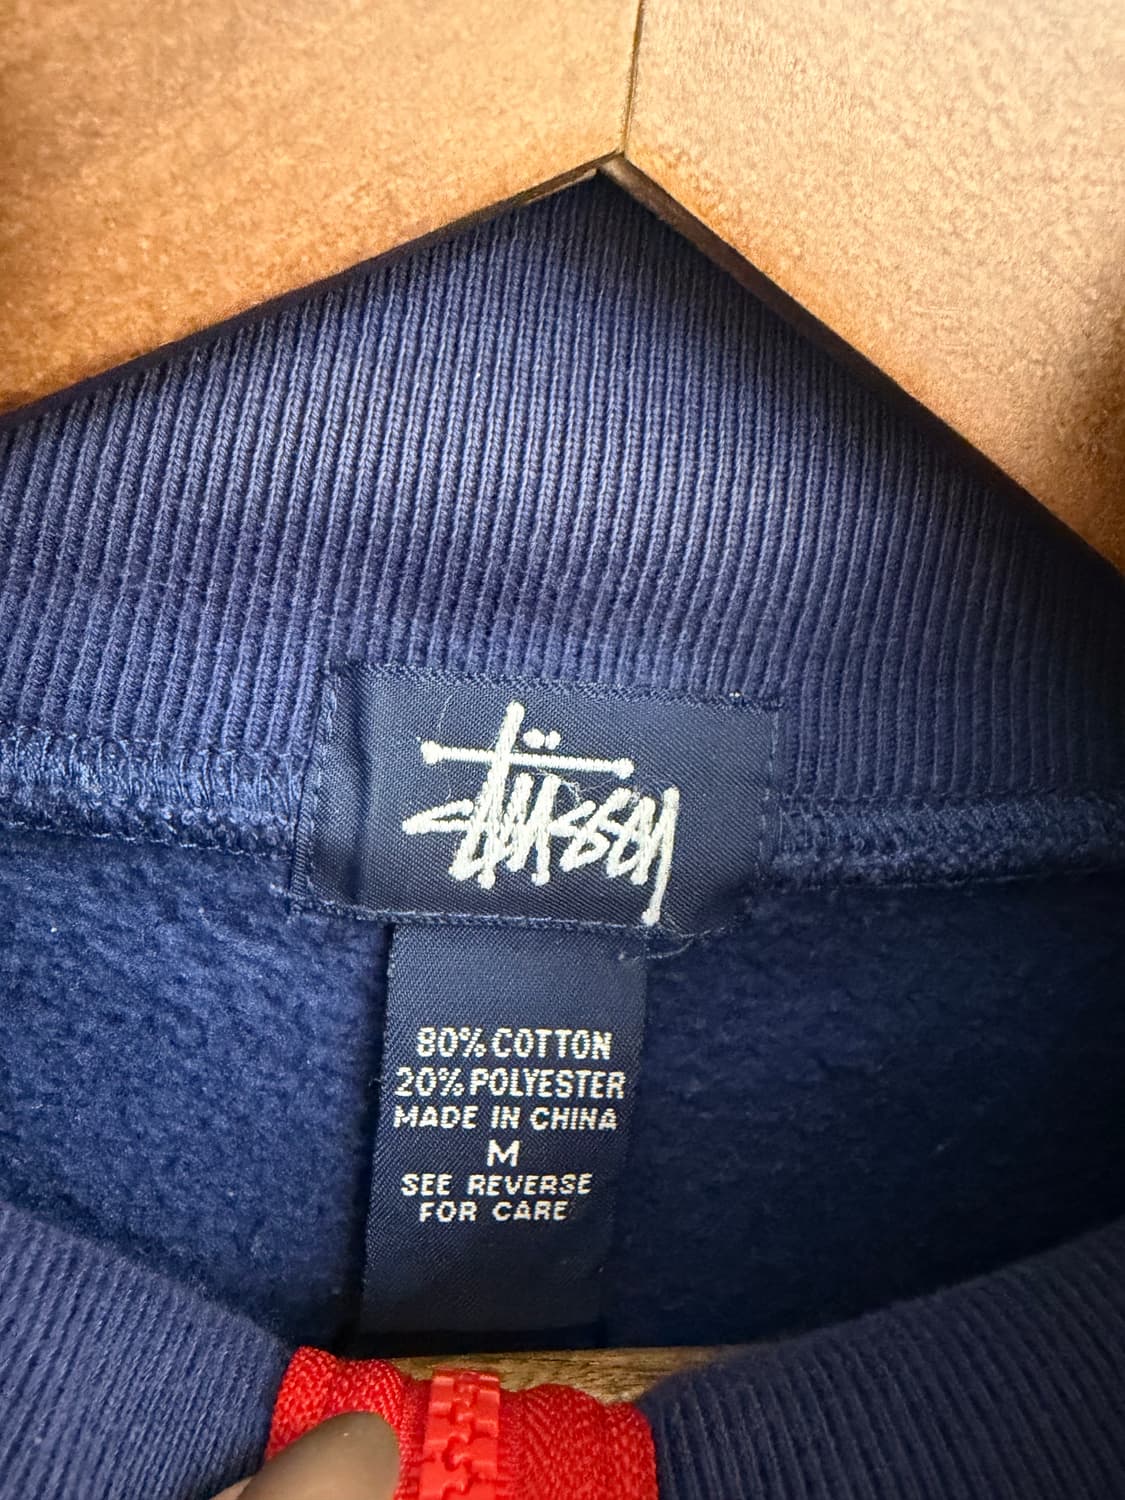 Stüssy
80% COTTON
20% POLYESTER
MADE IN CHINA
M
SEE REVERSE
FOR CARE